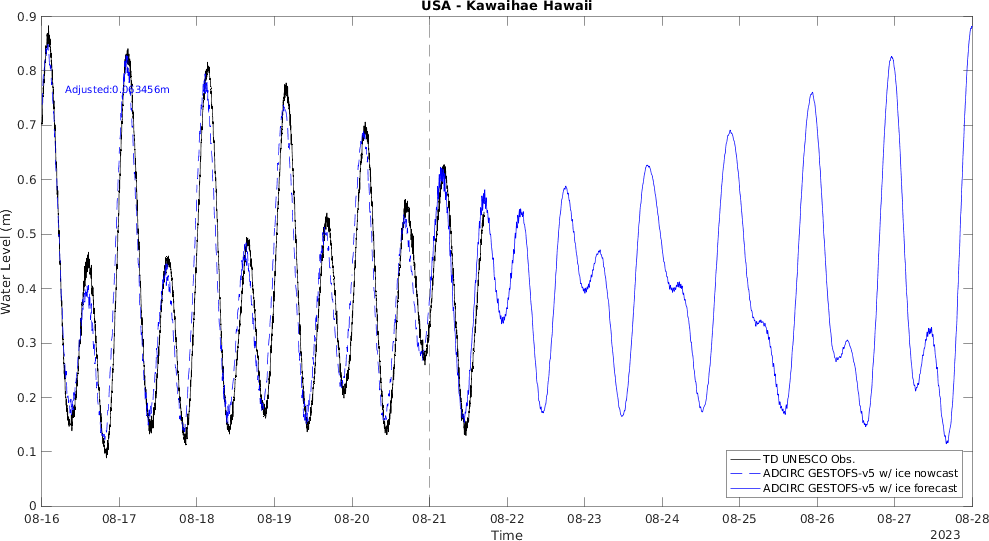 USA - Kawaihae Hawaii
0.9
0.8
0.7
0.6
0.5
0.4
0.3
0.2
0.1
0
Water Level (m)
Adjusted:0.063456m
TD UNESCO Obs.
ADCIRC GESTOFS-v5 w/ ice nowcast
ADCIRC GESTOFS-v5 w/ ice forecast
08-16 08-17 08-18 08-19 08-20 08-21 08-22 08-23 08-24 08-25 08-26 08-27 08-28
Time
2023